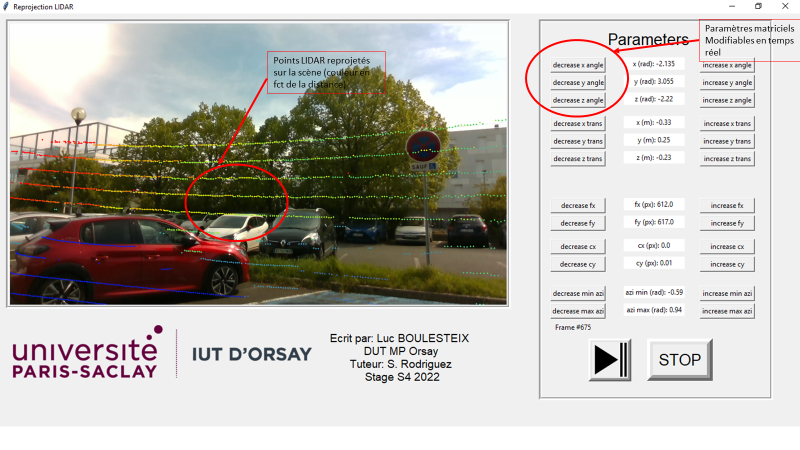 Reprojection LIDAR
Points LIDAR reprojetés
sur la scène (couleur en
fct de la distance)
SAUF
Paramètres matriciels
Modifiables en temps
réel
Parameters
decrease x angle x (rad): -2.135 increase x angle
decrease y angle y (rad): 3.055 increase y angle
decrease z angle z (rad): -2.22 increase z angle
decrease x trans x (m): -0.33 increase x trans
decrease y trans y (m): 0.25 increase y trans
decrease z trans z (m): -0.23 increase z trans
decrease fx fx (px): 612.0 increase fx
decrease fy fy (px): 617.0 increase fy
decrease cx cx (px): 0.0 increase cx
decrease cy cy (px): 0.01 increase cy
decrease min azi azi min (rad): -0.59 increase min azi
decrease max azi azi max (rad): 0.94 increase max azi
Frame #675
STOP
université
PARIS-SACLAY
IUT D'ORSAY
Ecrit par: Luc BOULESTEIX
DUT MP Orsay
Tuteur: S. Rodriguez
Stage S4 2022